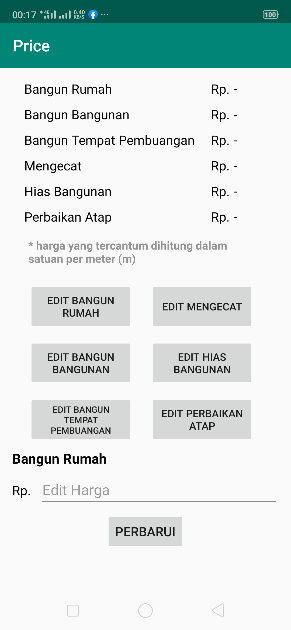 00:17
100
Price
Bangun Rumah Rp. -
Bangun Bangunan Rp. -
Bangun Tempat Pembuangan Rp. -
Mengecat Rp. -
Hias Bangunan Rp. -
Perbaikan Atap Rp. -
* harga yang tercantum dihitung dalam
satuan per meter (m)
EDIT BANGUN
RUMAH
EDIT MENGECAT
EDIT BANGUN
BANGUNAN
EDIT HIAS
BANGUNAN
EDIT BANGUN
TEMPAT
PEMBUANGAN
EDIT PERBAIKAN
ATAP
Bangun Rumah
Rp. Edit Harga
PERBARUI